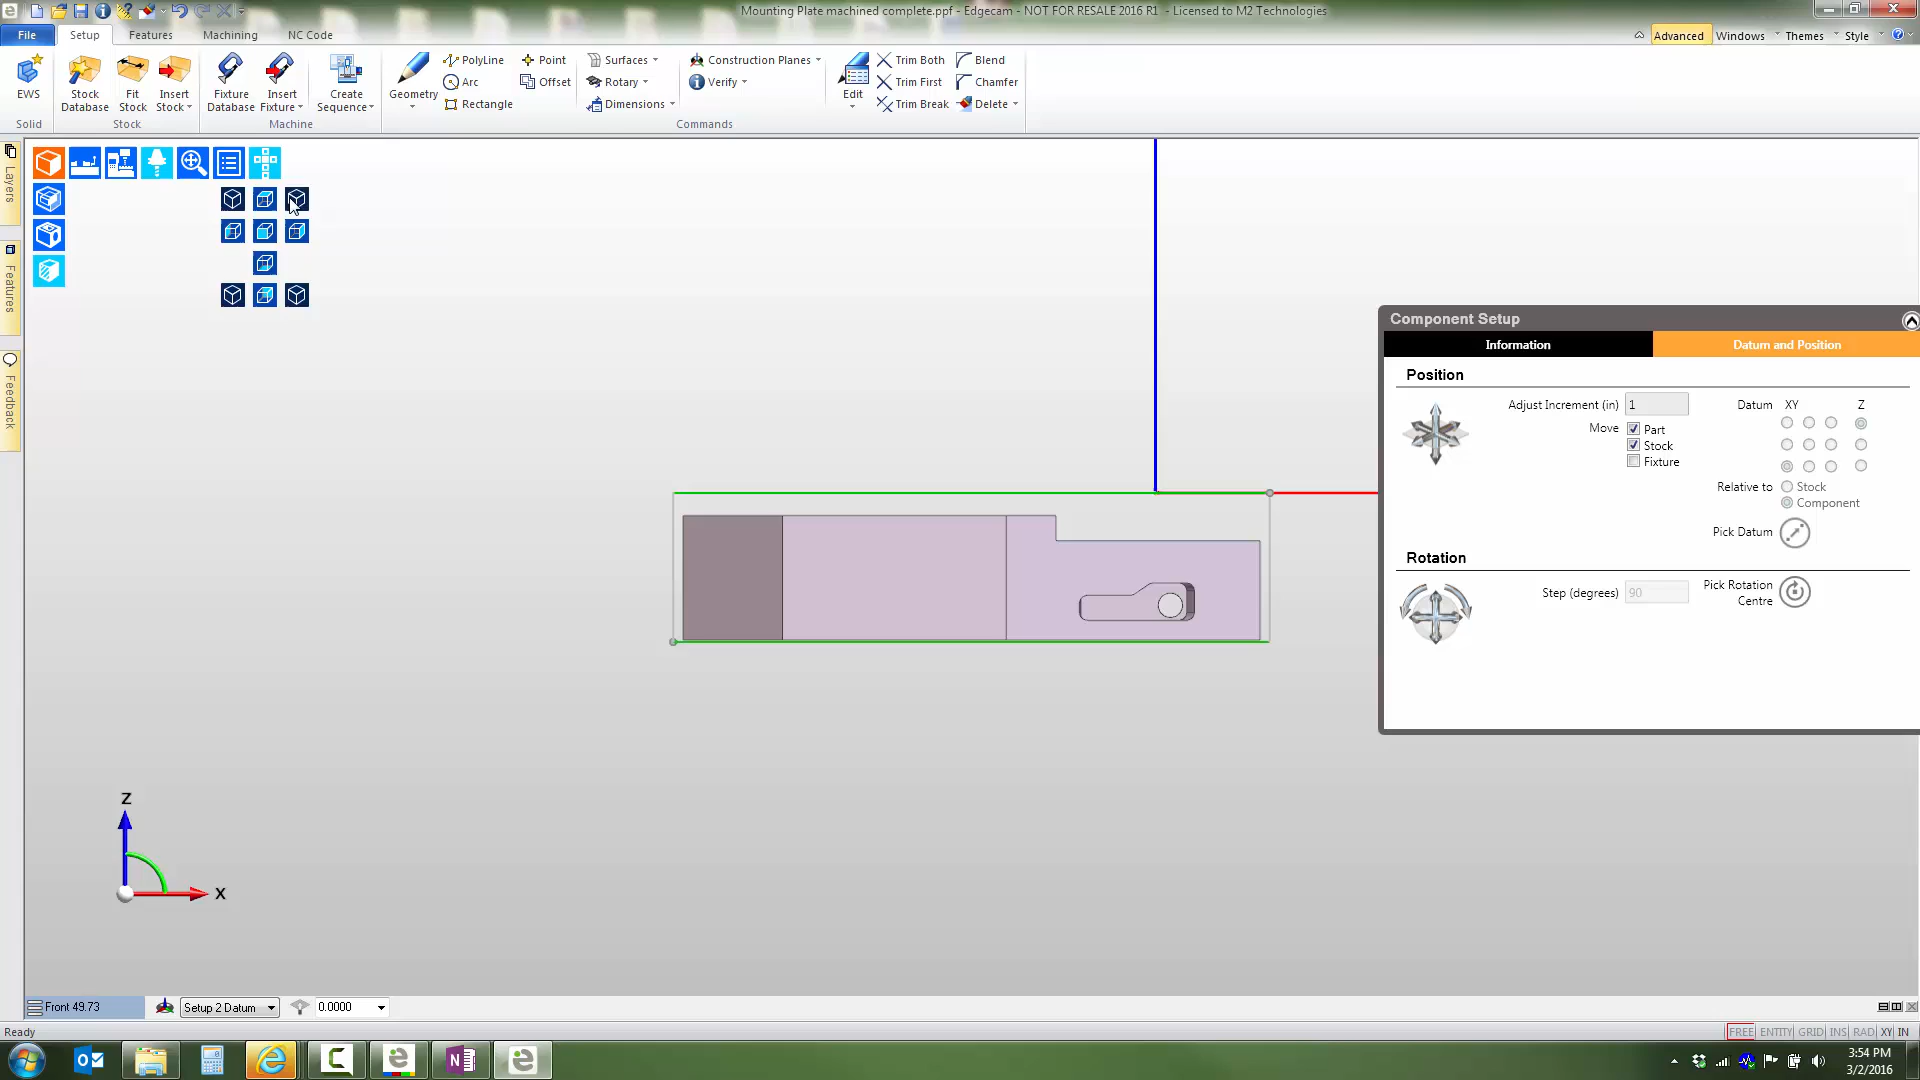 Mounting Plate machined complete.ppf - Edgecam - NOT FOR RESALE 2016 R1 - Licensed to M2 Technologies
File Setup Features Machining NC Code Advanced Windows Themes Style
EWS
Stock Database
Fit Stock
Insert Stock
Fixture Database
Insert Fixture
Create Sequence
Geometry
PolyLine
Arc
Rectangle
Point
Offset
Surfaces
Rotary
Dimensions
Construction Planes
Verify
Edit
Trim Both
Trim First
Trim Break
Blend
Chamfer
Delete
Solid Stock Machine Commands
Layers
Features
Feedback
Component Setup
Information Datum and Position
Position
Adjust Increment (in) 1
Datum XY Z
Move Part
Stock
Fixture
Relative to Stock
Component
Pick Datum
Rotation
Step (degrees) 90
Pick Rotation
Centre
Z
X
Front 49.73 Setup 2 Datum 0.0000
Ready FREE ENTITY GRID INS RAD XY IN
3:54 PM
3/2/2016